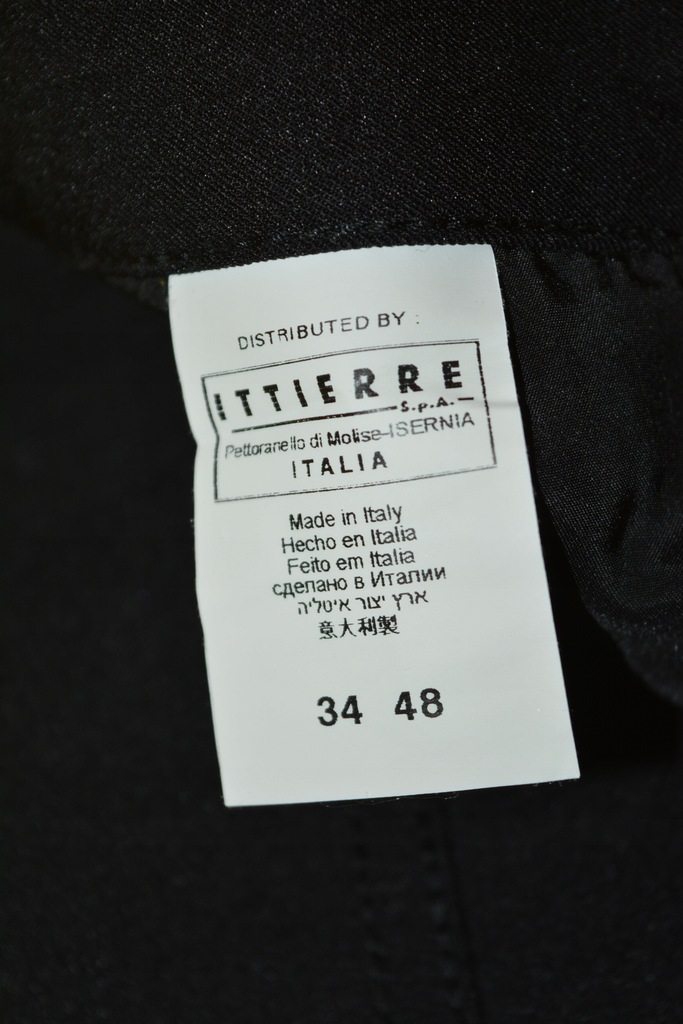 DISTRIBUTED BY :
ITTIERRE
S.p.A.
Pettoranello di Molise-ISERNIA
ITALIA
Made in Italy
Hecho en Italia
Feito em Italia
сделано в Италии
ארץ יצור איטליה
意大利製
34 48